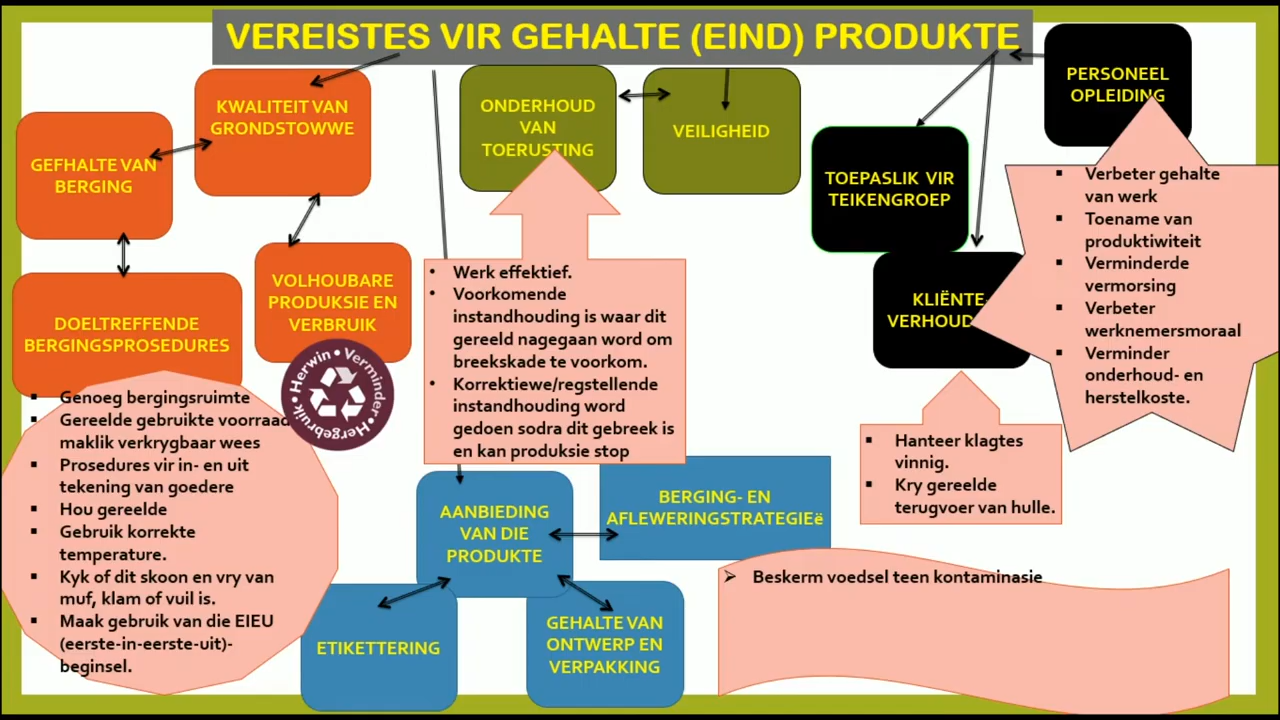 VEREISTES VIR GEHALTE (EIND) PRODUKTE
KWALITEIT VAN
GRONDSTOWWE
GEFHALTE VAN
BERGING
DOELTREFFENDE
BERGINGSPROSEDURES
VOLHOUBARE
PRODUKSIE EN
VERBRUIK
Herwin • Verminder • Hergebruik •
▪ Genoeg bergingsruimte
▪ Gereelde gebruikte voorraad
maklik verkrygbaar wees
▪ Prosedures vir in- en uit
tekening van goedere
▪ Hou gereelde
▪ Gebruik korrekte
temperature.
▪ Kyk of dit skoon en vry van
muf, klam of vuil is.
▪ Maak gebruik van die EIEU
(eerste-in-eerste-uit)-
beginsel.
ONDERHOUD
VAN
TOERUSTING
VEILIGHEID
• Werk effektief.
• Voorkomende
instandhouding is waar dit
gereeld nagegaan word om
breekskade te voorkom.
• Korrektiewe/regstellende
instandhouding word
gedoen sodra dit gebreek is
en kan produksie stop
AANBIEDING
VAN DIE
PRODUKTE
BERGING- EN
AFLEWERINGSTRATEGIEë
ETIKETTERING
GEHALTE VAN
ONTWERP EN
VERPAKKING
PERSONEEL
OPLEIDING
TOEPASLIK VIR
TEIKENGROEP
KLIËNTE
▪ Verbeter gehalte
van werk
▪ Toename van
produktiwiteit
▪ Verminderde
vermorsing
▪ Verbeter
werknemersmoraal
▪ Verminder
onderhoud- en
herstelkoste.
▪ Hanteer klagtes
vinnig.
▪ Kry gereelde
terugvoer van hulle.
➢ Beskerm voedsel teen kontaminasie